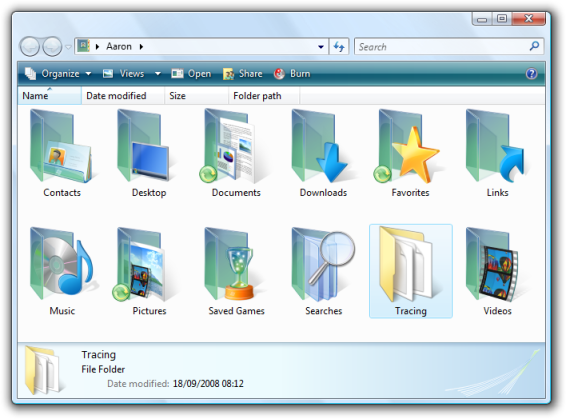 Aaron
Search
Organize Views Open Share Burn
Name Date modified Size Folder path
Contacts Desktop Documents Downloads Favorites Links
Music Pictures Saved Games Searches Tracing Videos
Tracing
File Folder
Date modified: 18/09/2008 08:12